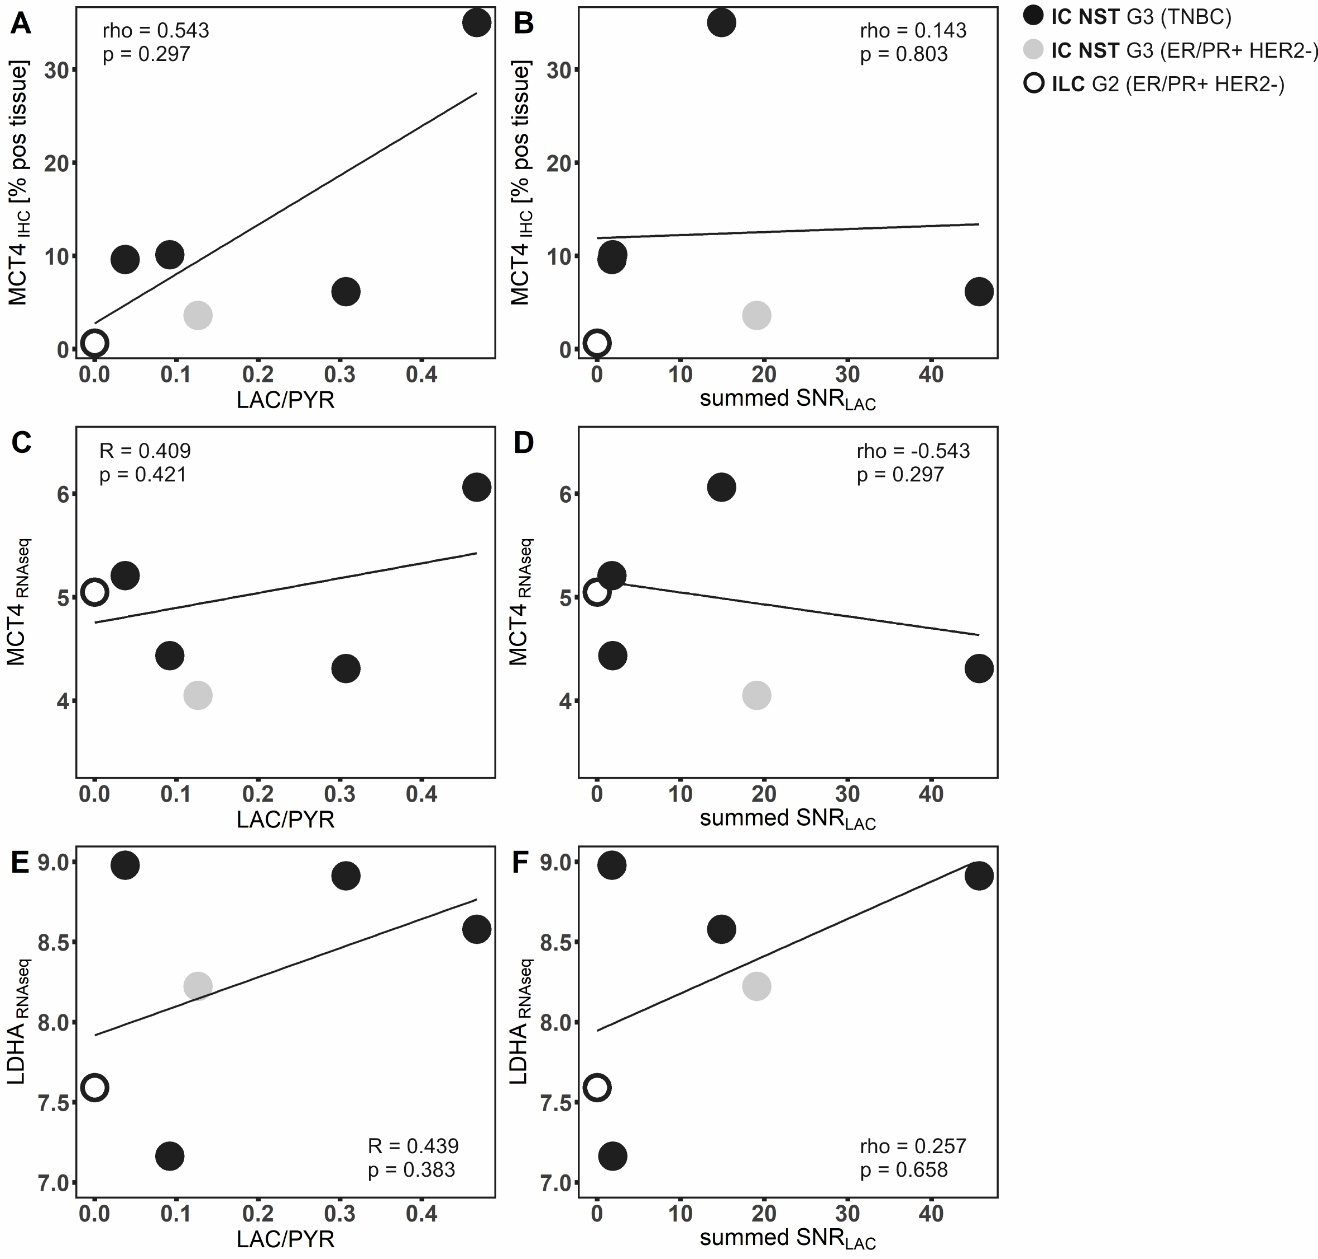 A
rho = 0.543
p = 0.297
MCT4 IHC [% pos tissue]
30
20
10
0
0.0 0.1 0.2 0.3 0.4
LAC/PYR
B
rho = 0.143
p = 0.803
MCT4 IHC [% pos tissue]
30
20
10
0
0 10 20 30 40
summed SNRLAC
IC NST G3 (TNBC)
IC NST G3 (ER/PR+ HER2-)
ILC G2 (ER/PR+ HER2-)
C
R = 0.409
p = 0.421
MCT4 RNAseq
6
5
4
0.0 0.1 0.2 0.3 0.4
LAC/PYR
D
rho = -0.543
p = 0.297
MCT4 RNAseq
6
5
4
0 10 20 30 40
summed SNRLAC
E
LDHA RNAseq
9.0
8.5
8.0
7.5
7.0
R = 0.439
p = 0.383
0.0 0.1 0.2 0.3 0.4
LAC/PYR
F
LDHA RNAseq
9.0
8.5
8.0
7.5
7.0
rho = 0.257
p = 0.658
0 10 20 30 40
summed SNRLAC